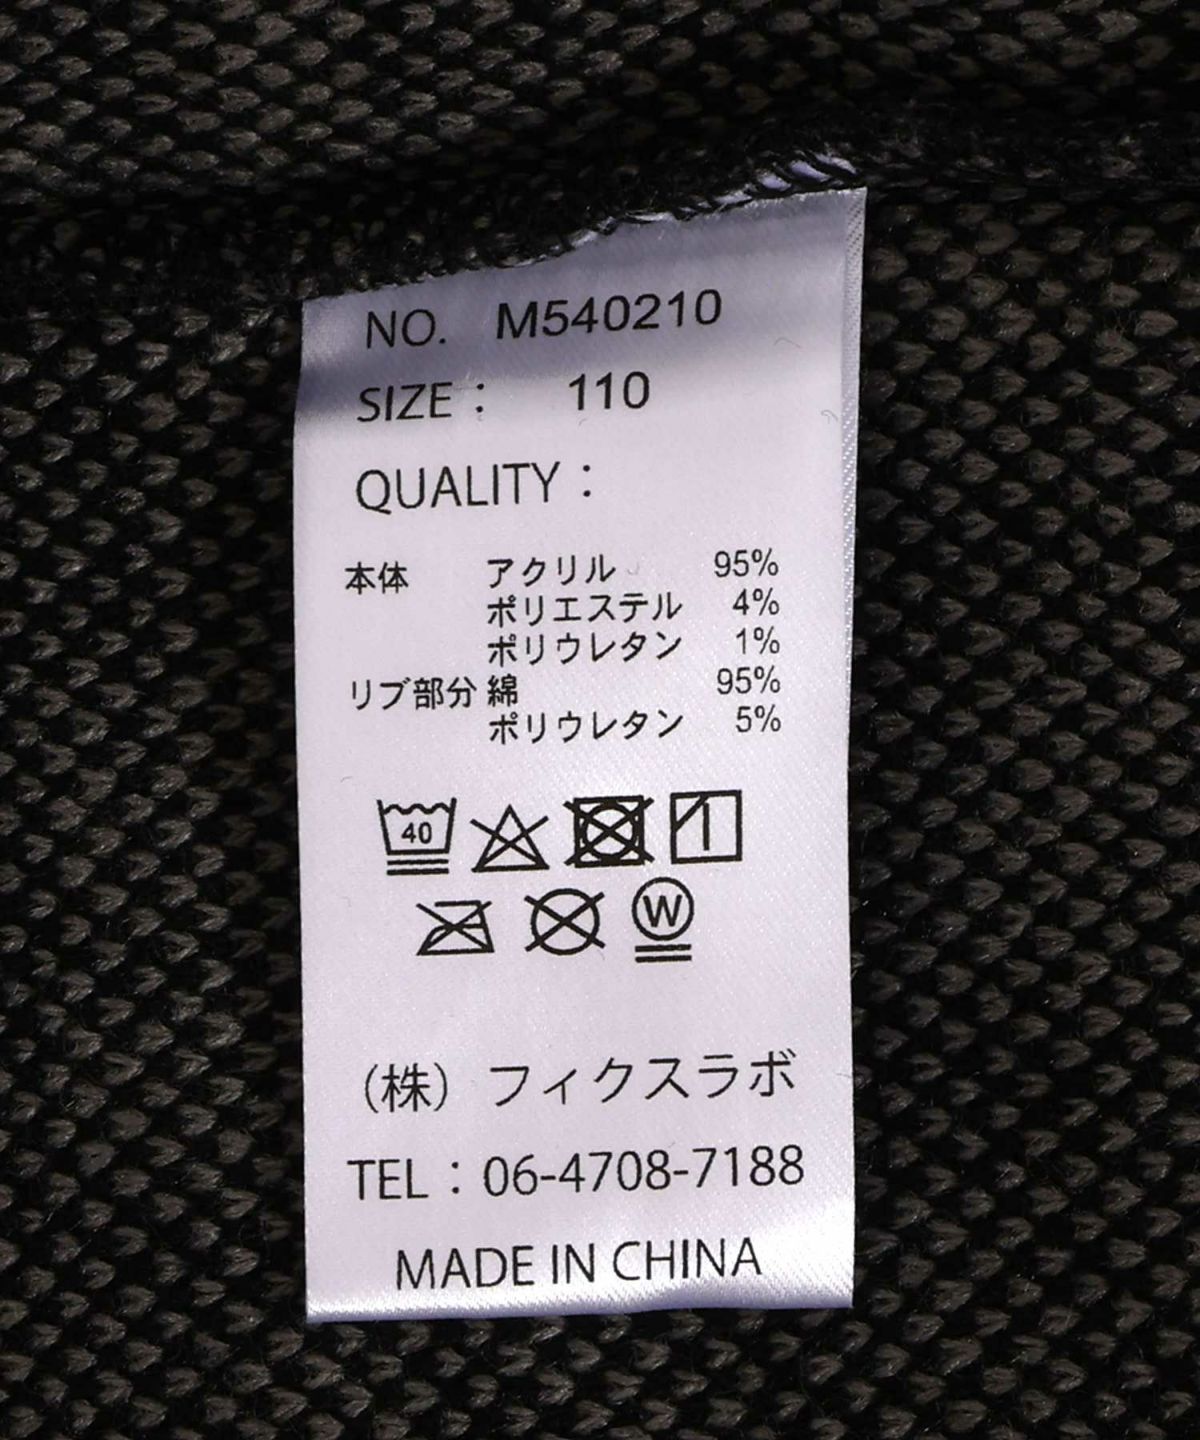 NO. M540210
SIZE： 110
QUALITY：
本体 アクリル 95%
ポリエステル 4%
ポリウレタン 1%
リブ部分 綿 95%
ポリウレタン 5%
40
W
（株）フィクスラボ
TEL：06-4708-7188
MADE IN CHINA